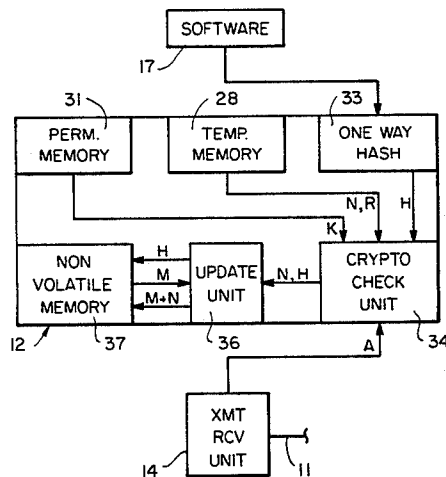 SOFTWARE
17
31
28
33
PERM. MEMORY
TEMP. MEMORY
ONE WAY HASH
N,R
H
K
NON VOLATILE MEMORY
H
M
M+N
UPDATE UNIT
N, H
CRYPTO CHECK UNIT
12
37
36
A
34
XMT RCV UNIT
14
11